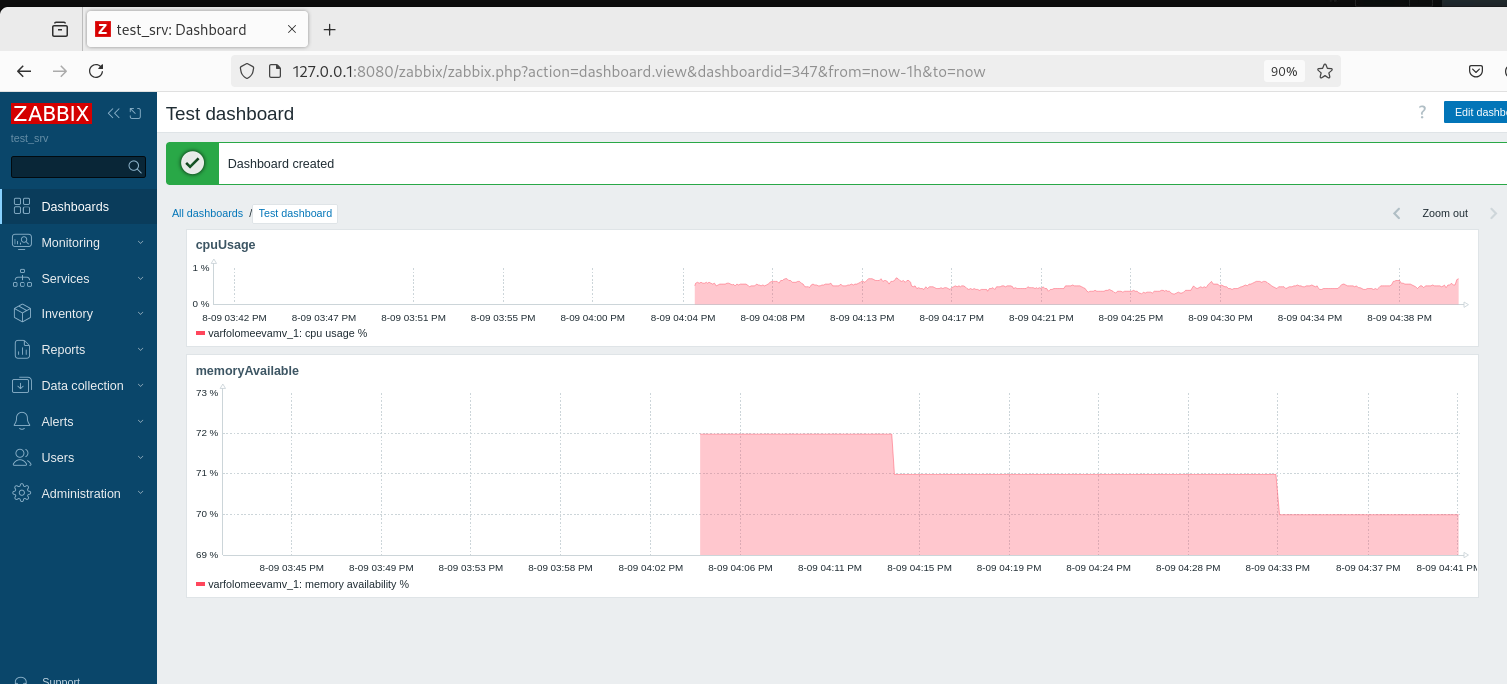 Z test_srv: Dashboard
127.0.0.1:8080/zabbix/zabbix.php?action=dashboard.view&dashboardid=347&from=now-1h&to=now
90%
ZABBIX
test_srv
Dashboards
Monitoring
Services
Inventory
Reports
Data collection
Alerts
Users
Administration
Support
Test dashboard
? Edit dashb
Dashboard created
All dashboards / Test dashboard
Zoom out
cpuUsage
1 %
0 %
8-09 03:42 PM 8-09 03:47 PM 8-09 03:51 PM 8-09 03:55 PM 8-09 04:00 PM 8-09 04:04 PM 8-09 04:08 PM 8-09 04:13 PM 8-09 04:17 PM 8-09 04:21 PM 8-09 04:25 PM 8-09 04:30 PM 8-09 04:34 PM 8-09 04:38 PM
varfolomeevamv_1: cpu usage %
memoryAvailable
73 %
72 %
71 %
70 %
69 %
8-09 03:45 PM 8-09 03:49 PM 8-09 03:53 PM 8-09 03:58 PM 8-09 04:02 PM 8-09 04:06 PM 8-09 04:11 PM 8-09 04:15 PM 8-09 04:19 PM 8-09 04:24 PM 8-09 04:28 PM 8-09 04:33 PM 8-09 04:37 PM 8-09 04:41 PM
varfolomeevamv_1: memory availability %